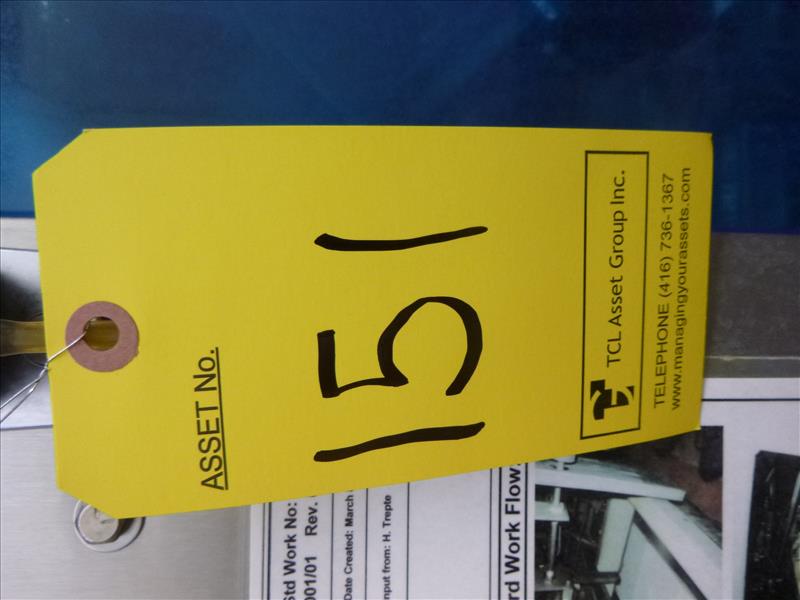 ASSET No.
151
TCL Asset Group Inc.
TELEPHONE (416) 736-1367
www.managingyourassets.com
Std Work No:
001/01 Rev.
Date Created: March
Input from: H. Trepte
rd Work Flow